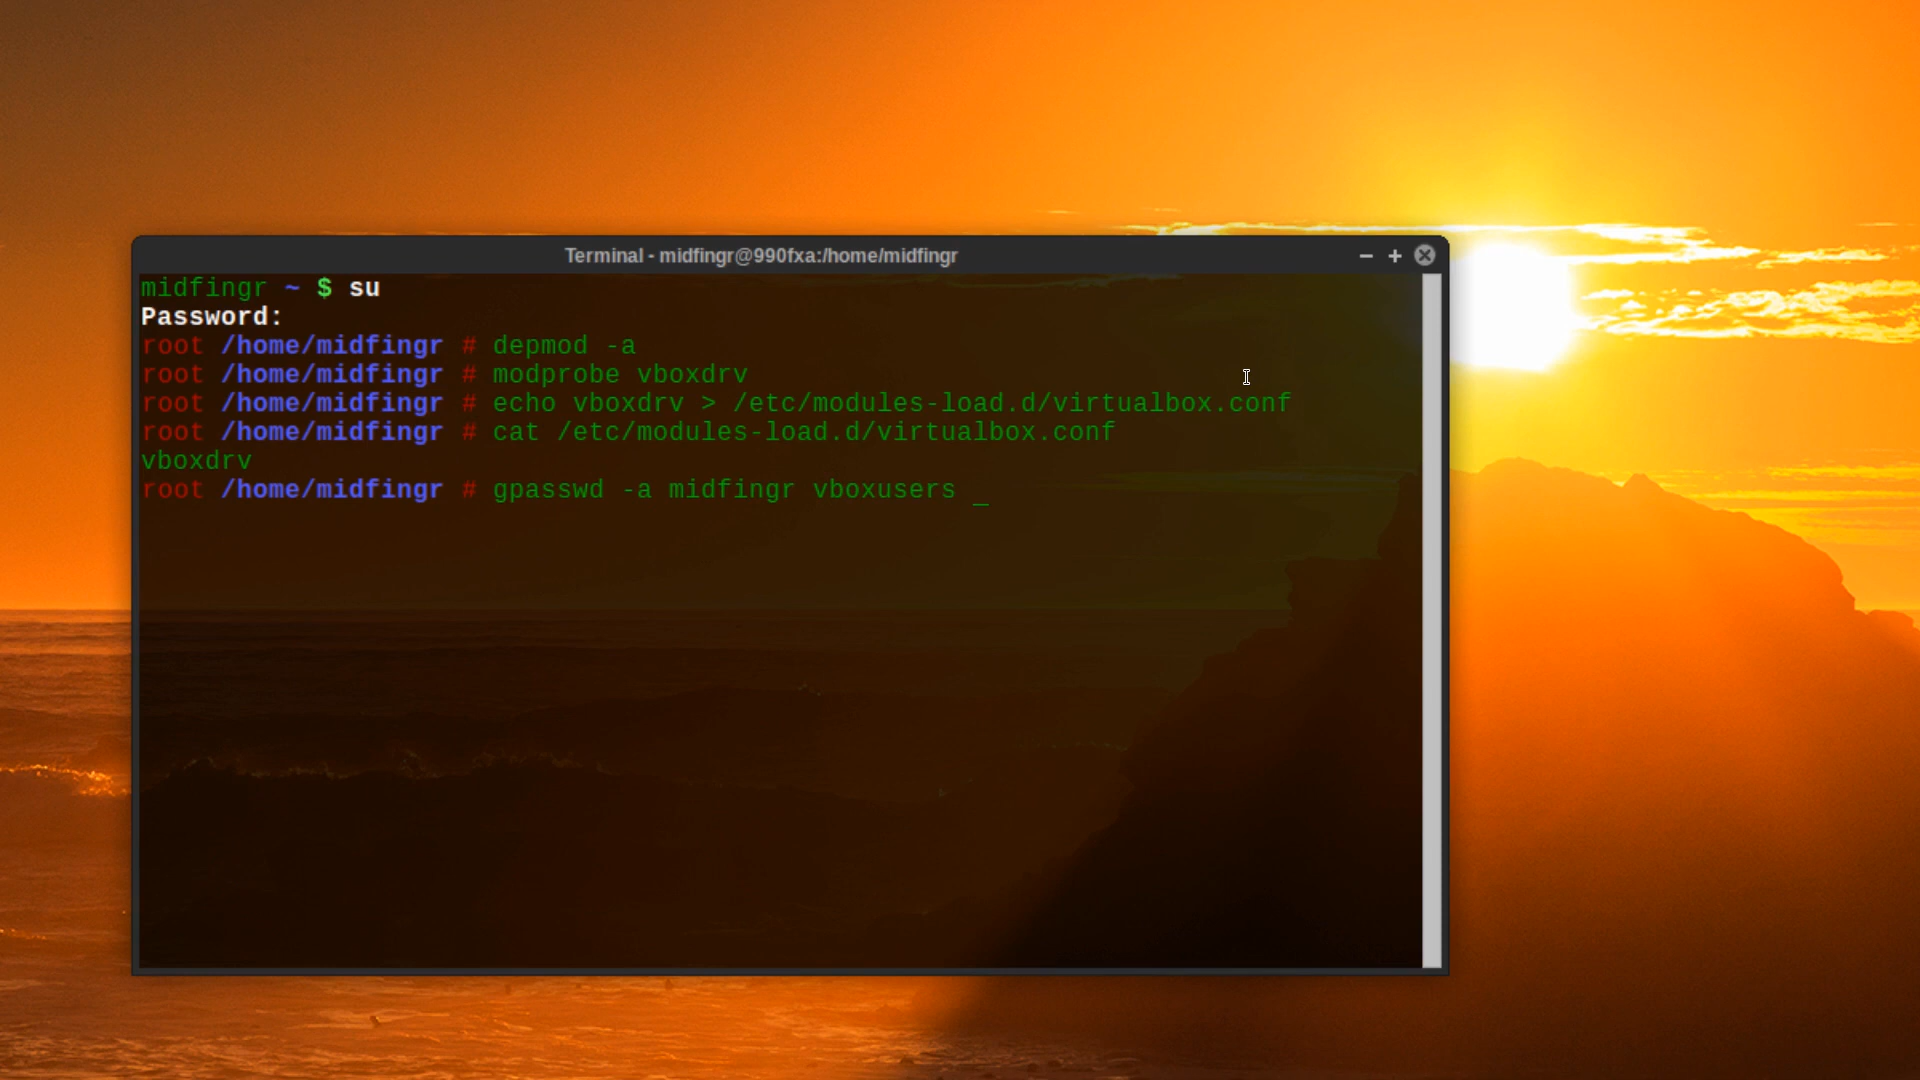 Terminal - midfingr@990fxa:/home/midfingr
midfingr ~ $ su
Password:
root /home/midfingr # depmod -a
root /home/midfingr # modprobe vboxdrv
root /home/midfingr # echo vboxdrv > /etc/modules-load.d/virtualbox.conf
root /home/midfingr # cat /etc/modules-load.d/virtualbox.conf
vboxdrv
root /home/midfingr # gpasswd -a midfingr vboxusers _